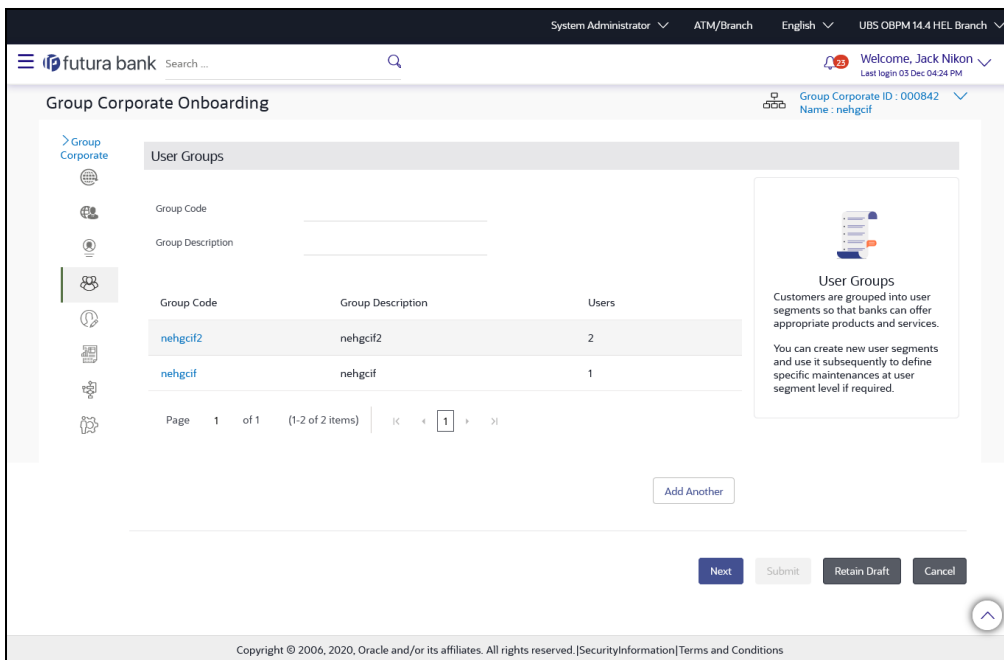 System Administrator ATM/Branch English UBS OBPM 14.4 HEL Branch
futura bank Search ... 23 Welcome, Jack Nikon
Last login 03 Dec 04:24 PM
Group Corporate Onboarding
Group Corporate ID : 000842
Name : nehgcif
Group
Corporate
User Groups
Group Code
Group Description
Group Code Group Description Users
nehgcif2 nehgcif2 2
nehgcif nehgcif 1
Page 1 of 1 (1-2 of 2 items) 1
User Groups
Customers are grouped into user
segments so that banks can offer
appropriate products and services.
You can create new user segments
and use it subsequently to define
specific maintenances at user
segment level if required.
Add Another
Next Submit Retain Draft Cancel
Copyright © 2006, 2020, Oracle and/or its affiliates. All rights reserved.|SecurityInformation|Terms and Conditions